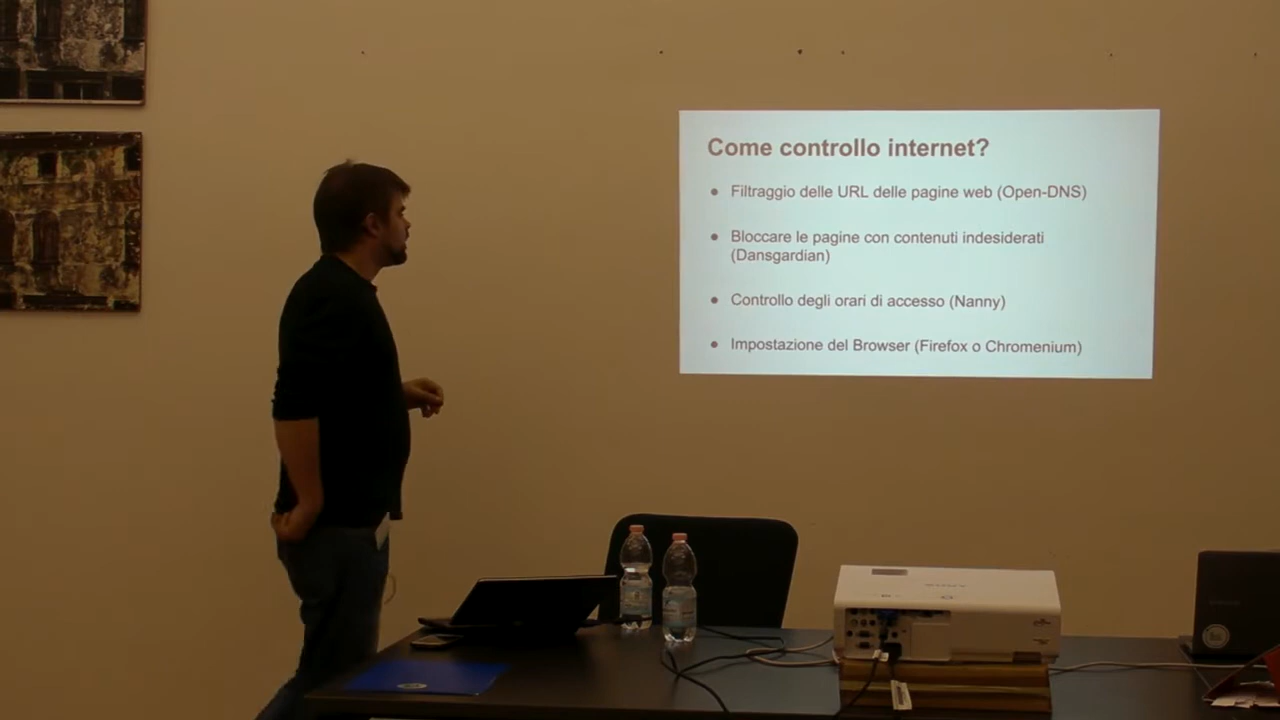 Come controllo internet?
● Filtraggio delle URL delle pagine web (Open-DNS)
● Bloccare le pagine con contenuti indesiderati
(Dansgardian)
● Controllo degli orari di accesso (Nanny)
● Impostazione del Browser (Firefox o Chromenium)
SONY